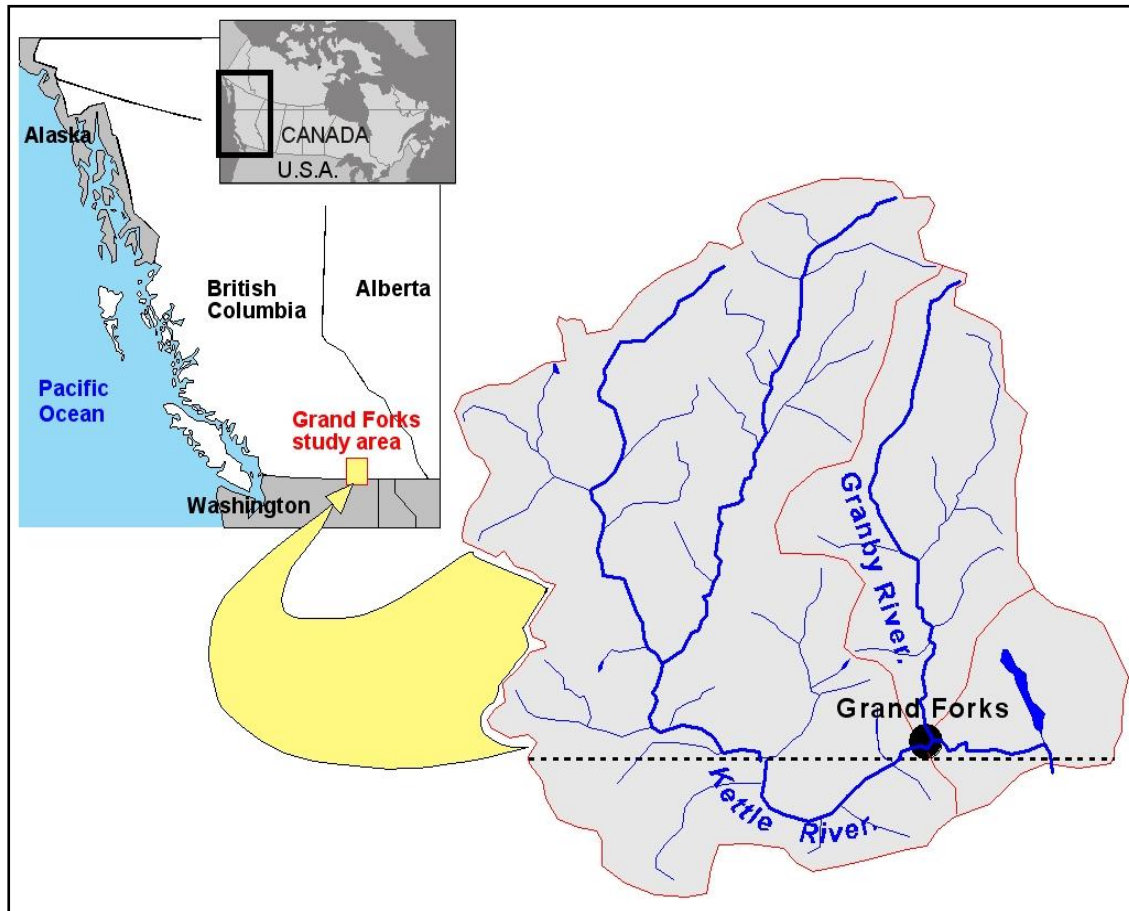 CANADA
U.S.A.
Alaska
British
Columbia
Alberta
Pacific
Ocean
Grand Forks
study area
Washington
Granby River.
Grand Forks
Kettle River.